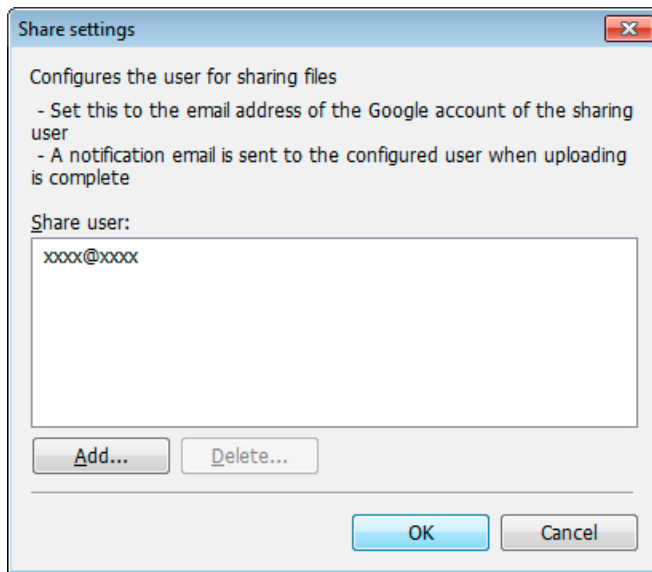 Share settings
Configures the user for sharing files
- Set this to the email address of the Google account of the sharing
user
- A notification email is sent to the configured user when uploading
is complete
Share user:
xxxx@xxxx
Add...
Delete...
OK
Cancel